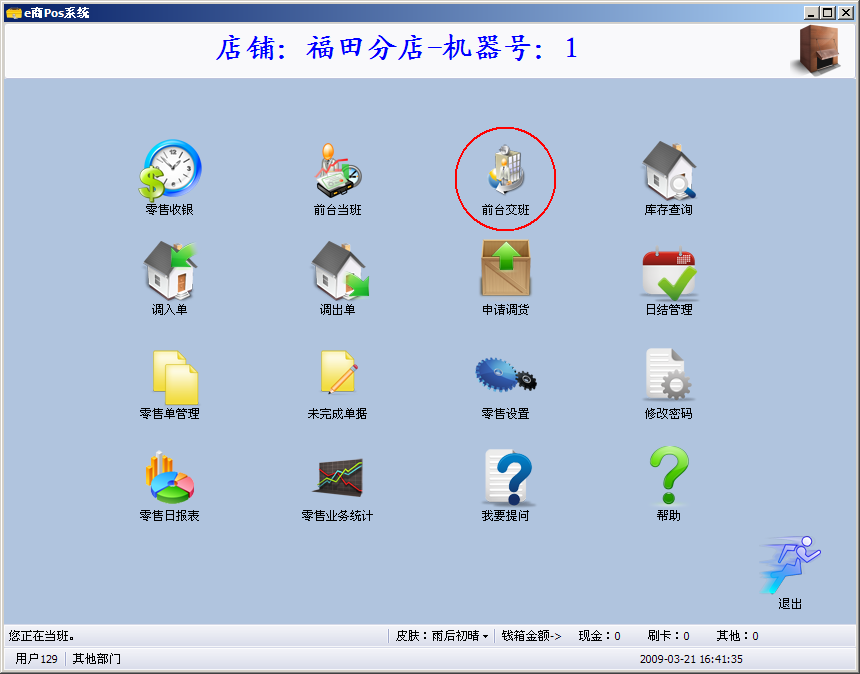 e商Pos系统
店铺：福田分店-机器号：1
零售收银 前台当班 前台交班 库存查询
调入单 调出单 申请调货 日结管理
零售单管理 未完成单据 零售设置 修改密码
零售日报表 零售业务统计 我要提问 帮助
退出
您正在当班。 皮肤：雨后初晴 钱箱金额-> 现金：0 刷卡：0 其他：0
用户129 其他部门 2009-03-21 16:41:35